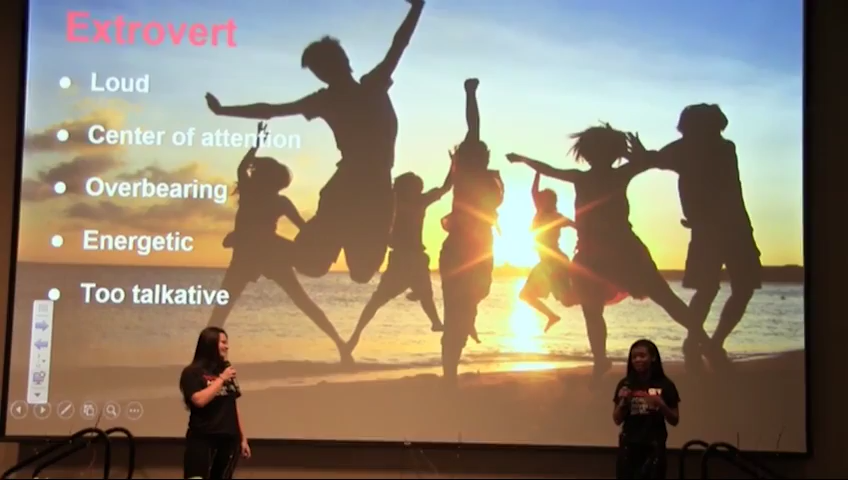 Extrovert
Loud
Center of attention
Overbearing
Energetic
Too talkative